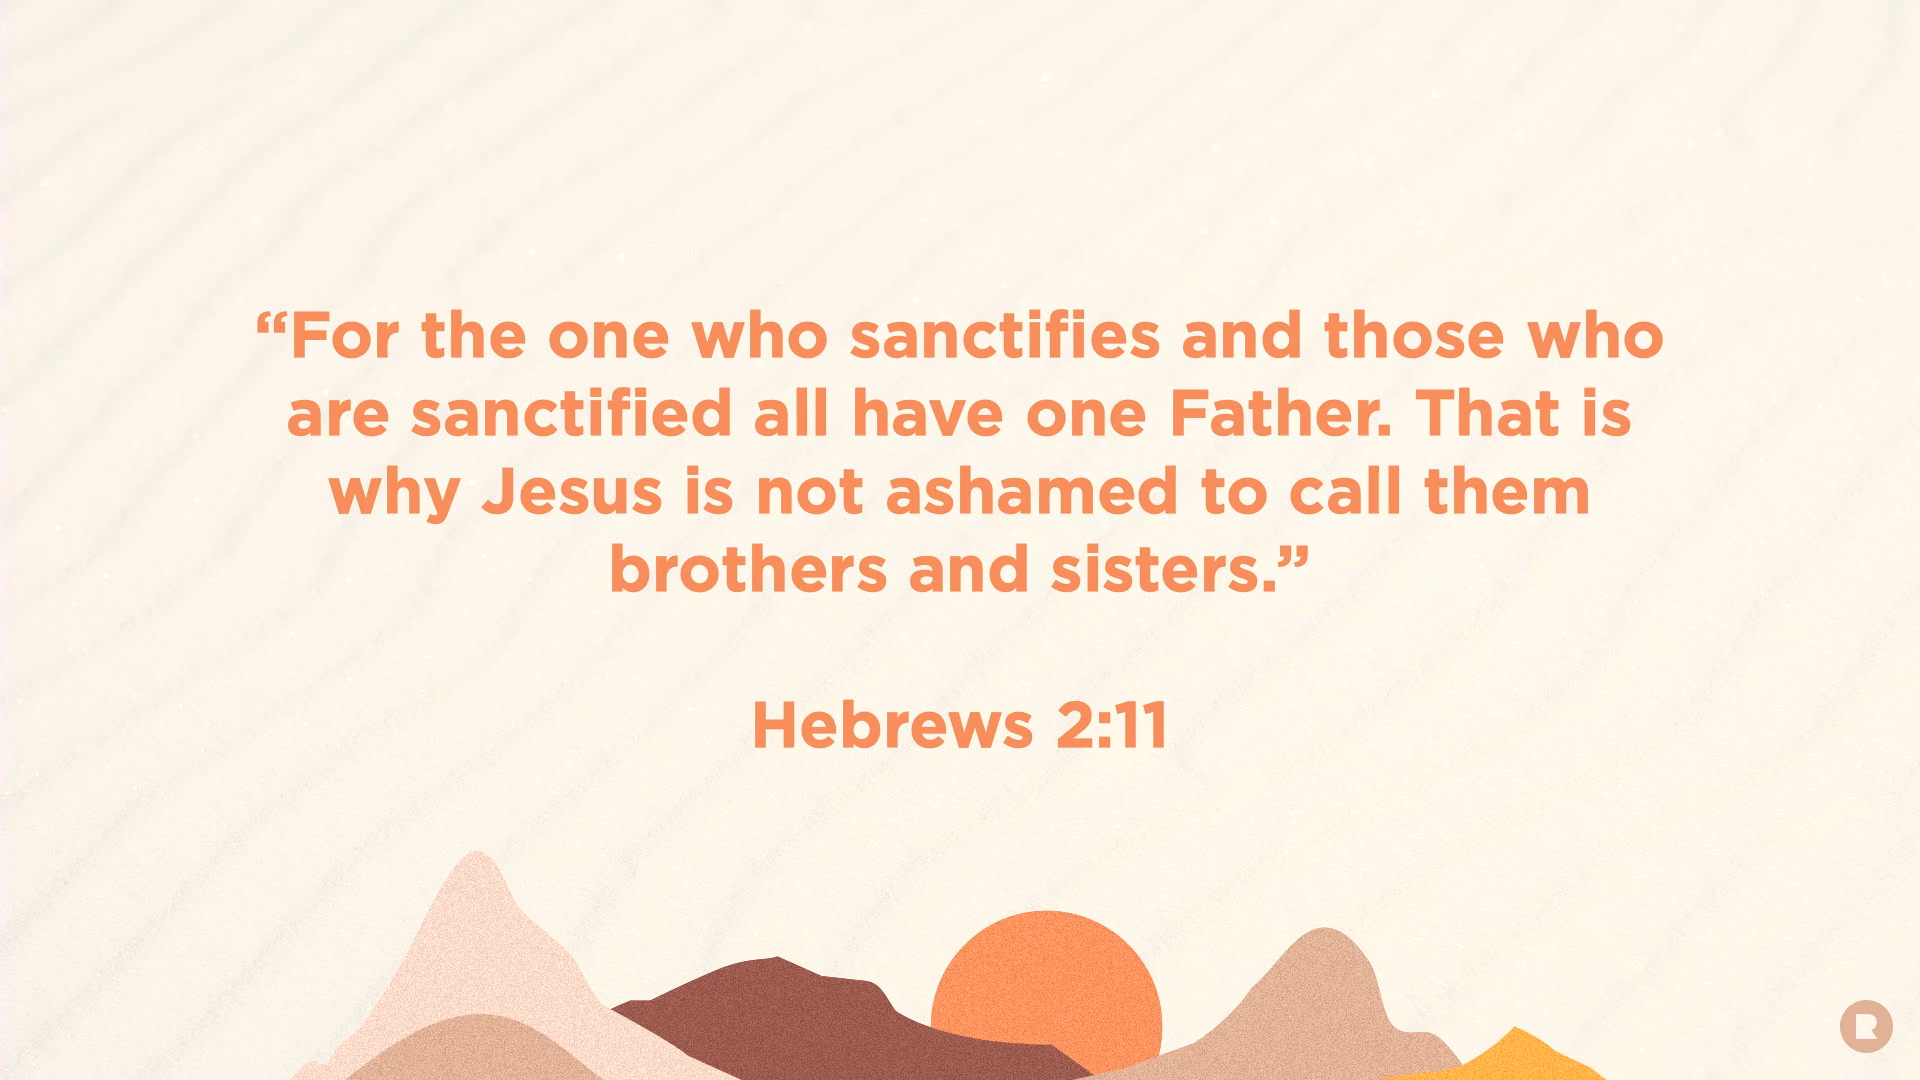 “For the one who sanctifies and those who
are sanctified all have one Father. That is
why Jesus is not ashamed to call them
brothers and sisters.”
Hebrews 2:11
R